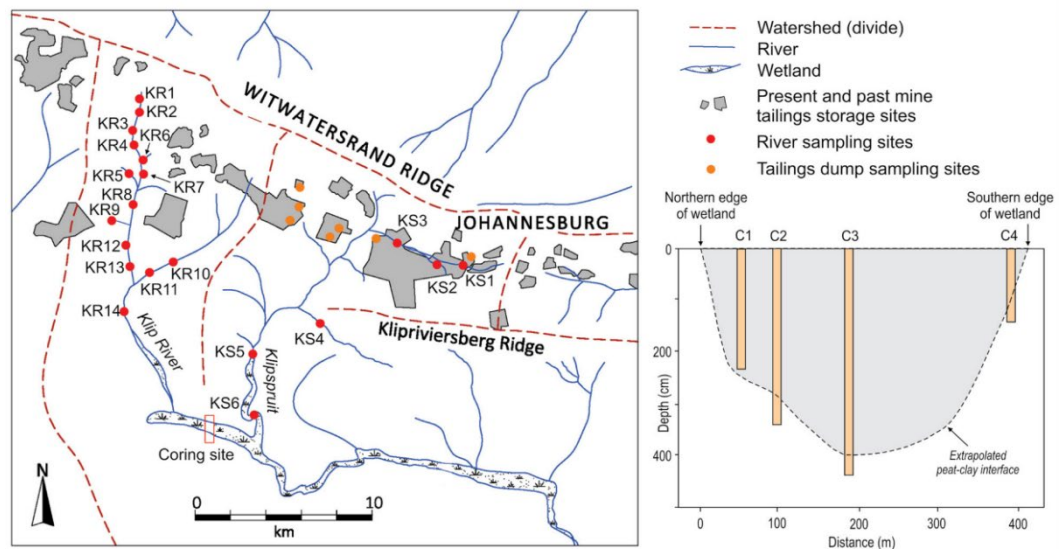 KR1
KR2
KR3
KR6
KR4
KR5
KR7
KR8
KR9
KR12
KR13
KR10
KR11
KR14
WITWATERSRAND RIDGE
JOHANNESBURG
KS3
KS2
KS1
KS4
Klipriviersberg Ridge
KS5
KS6
Klip River
Klipspruit
Coring site
N
0
10
km
Watershed (divide)
River
Wetland
Present and past mine
tailings storage sites
River sampling sites
Tailings dump sampling sites
Northern edge
of wetland
Southern edge
of wetland
C1
C2
C3
C4
0
200
400
Depth (cm)
Extrapolated
peat-clay interface
0
100
200
300
400
Distance (m)